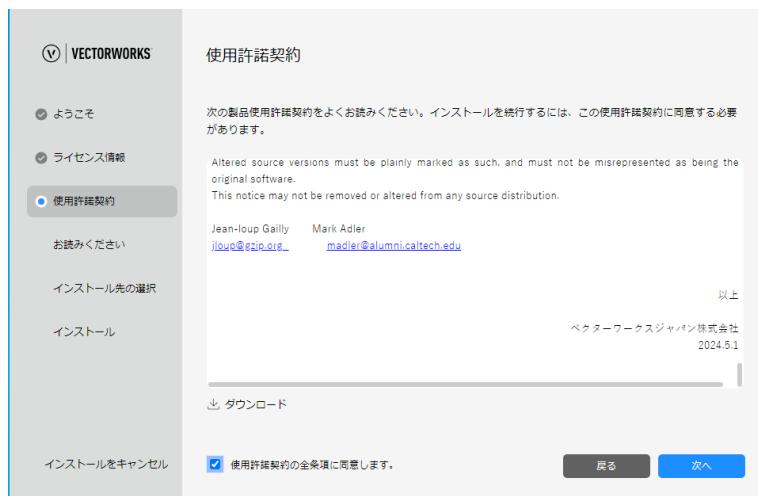 VECTORWORKS
使用許諾契約
ようこそ
ライセンス情報
使用許諾契約
お読みください
インストール先の選択
インストール
インストールをキャンセル
次の製品使用許諾契約をよくお読みください。インストールを続行するには、この使用許諾契約に同意する必要
があります。
Altered source versions must be plainly marked as such, and must not be misrepresented as being the
original software.
This notice may not be removed or altered from any source distribution.
Jean-loup Gailly Mark Adler
jloup@gzip.org madler@alumni.caltech.edu
以上
ベクターワークスジャパン株式会社
2024.5.1
ダウンロード
使用許諾契約の全条項に同意します。
戻る
次へ